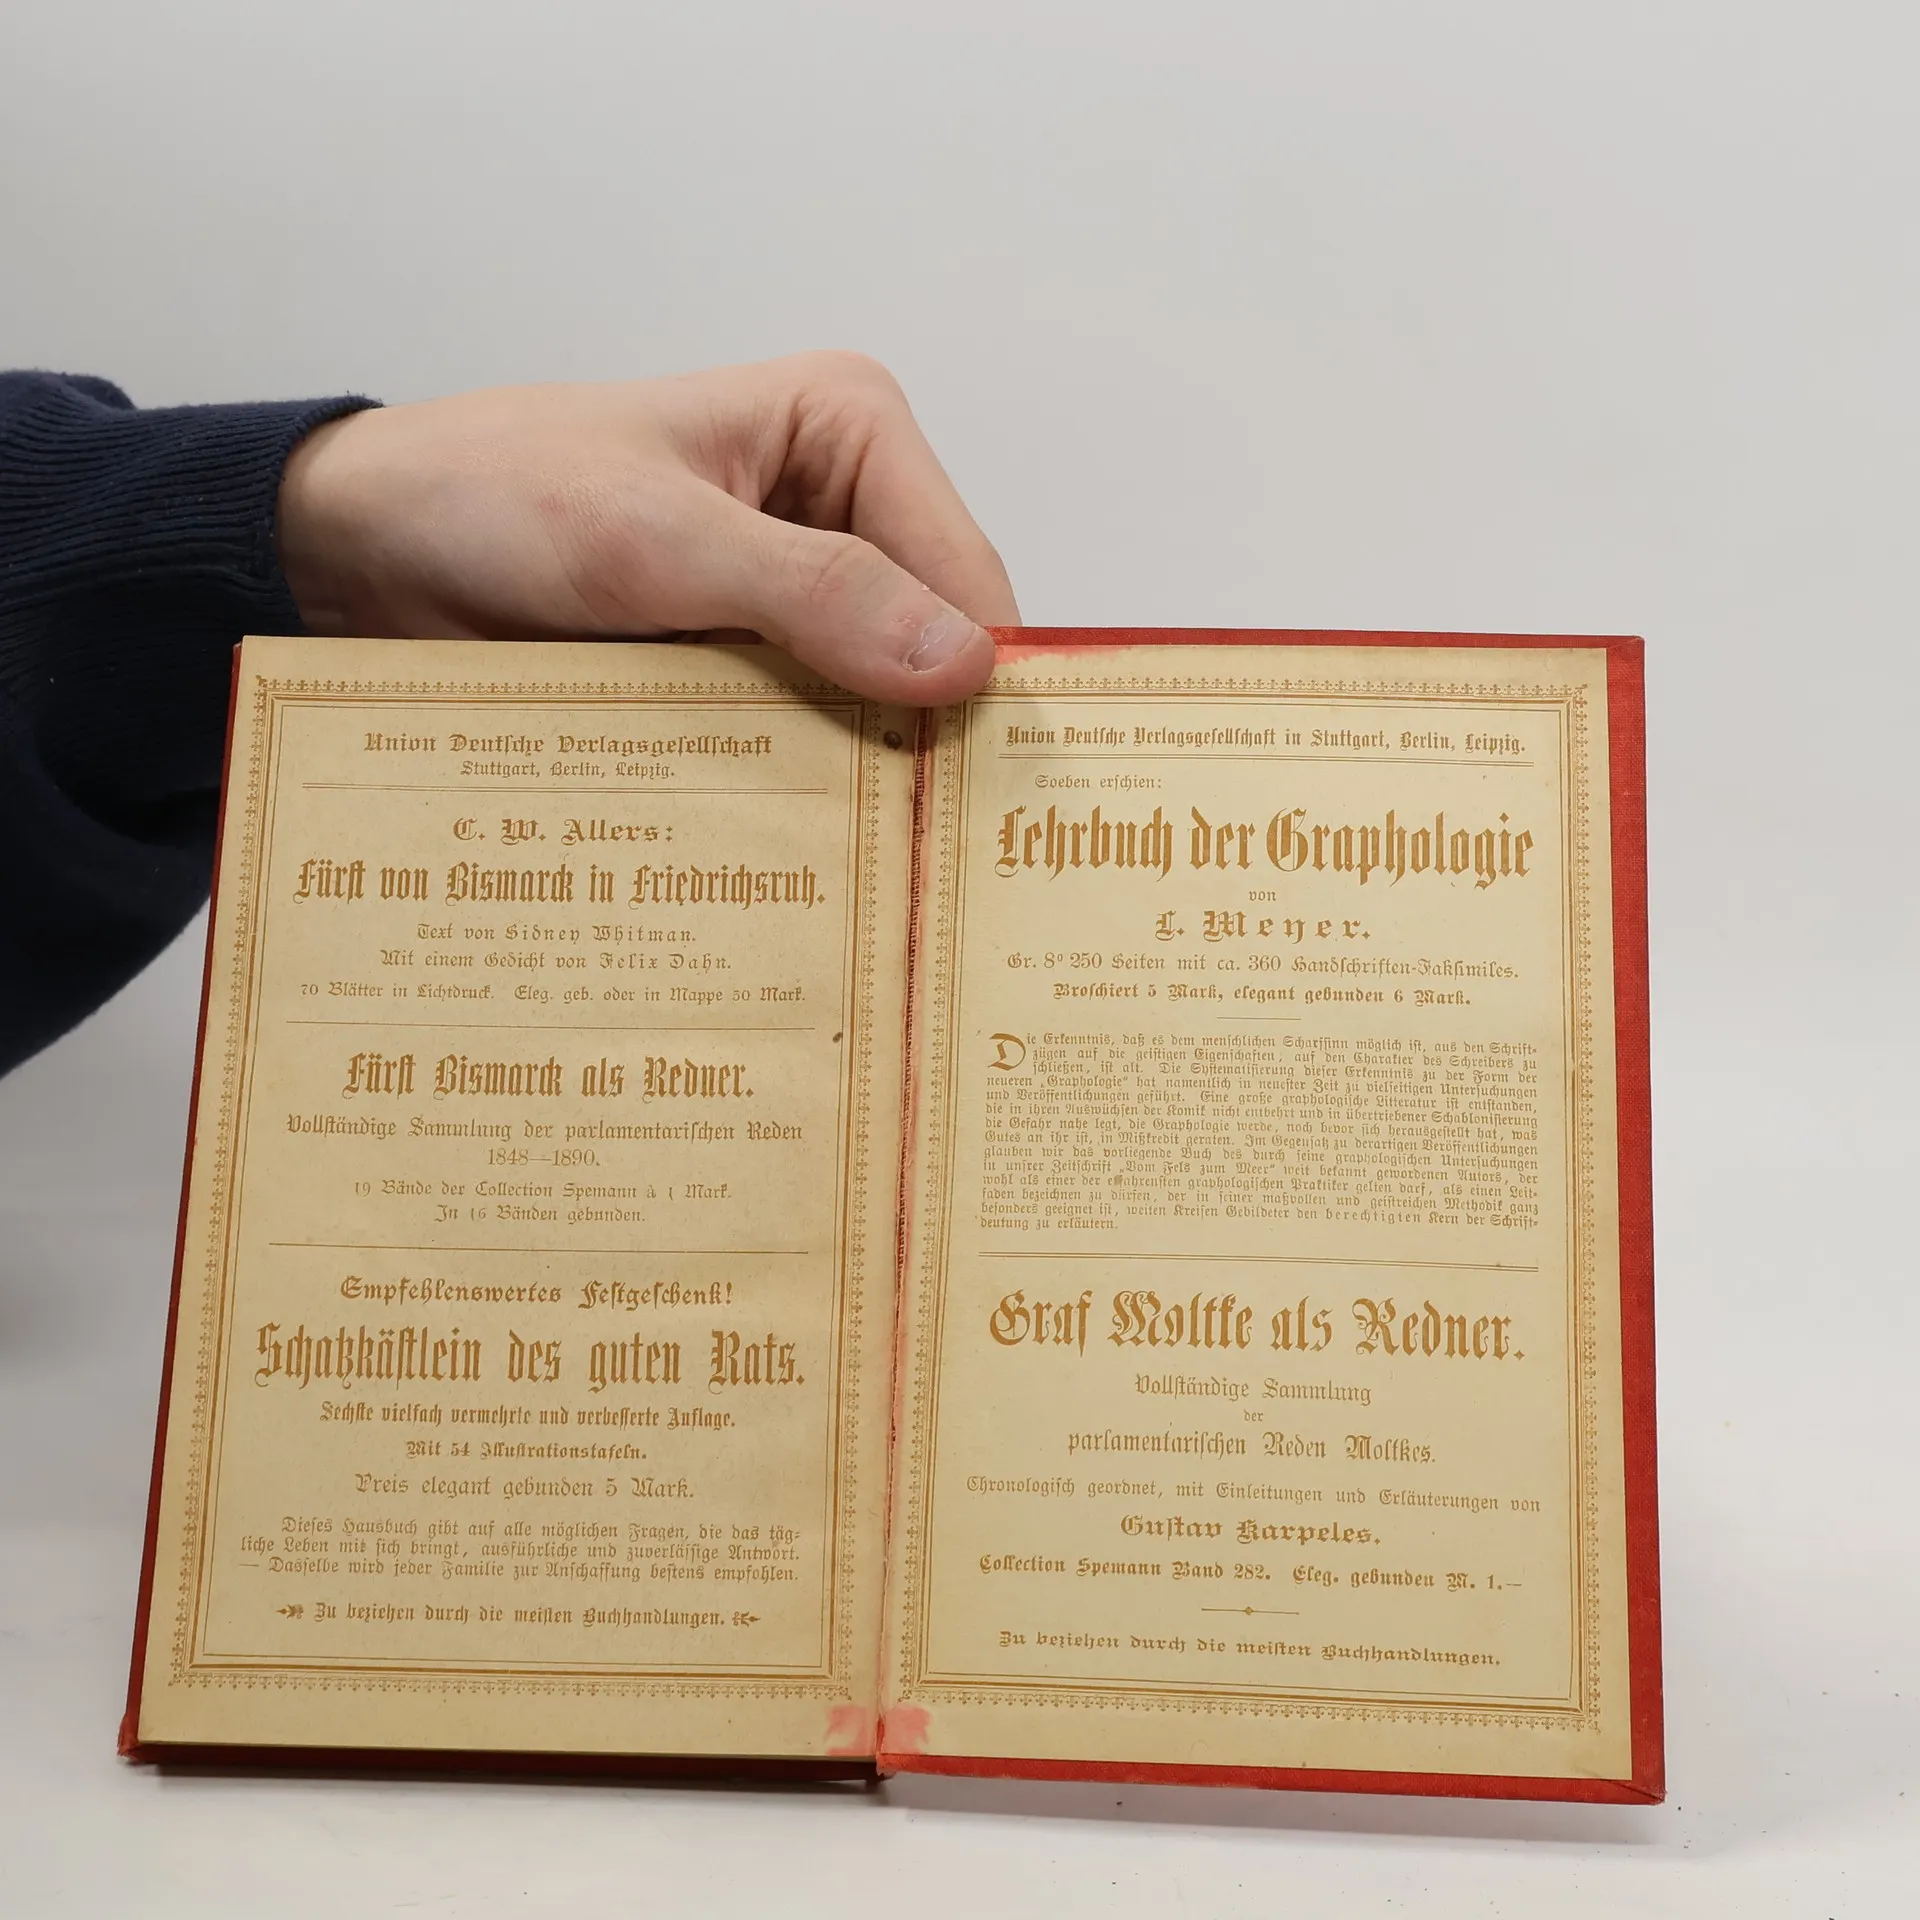 Union Deutsche Verlagsgesellschaft
Stuttgart, Berlin, Leipzig.
C. W. Allers:
Fürst von Bismarck in Friedrichsruh.
Text von Sidney Whitman.
Mit einem Gedicht von Felix Dahn.
70 Blätter in Lichtdruck. Eleg. geb. oder in Mappe 50 Mark.
Fürst Bismarck als Redner.
Vollständige Sammlung der parlamentarischen Reden
1848—1890.
19 Bände der Collection Spemann à 1 Mark.
In 16 Bänden gebunden.
Empfehlenswertes Festgeschenk!
Schatzkästlein des guten Rats.
Sechste vielfach vermehrte und verbesserte Auflage.
Mit 54 Illustrationstafeln.
Preis elegant gebunden 5 Mark.
Dieses Hausbuch gibt auf alle möglichen Fragen, die das täg-
liche Leben mit sich bringt, ausführliche und zuverlässige Antwort.
— Dasselbe wird jeder Familie zur Anschaffung bestens empfohlen.
Zu beziehen durch die meisten Buchhandlungen.
Union Deutsche Verlagsgesellschaft in Stuttgart, Berlin, Leipzig.
Soeben erschien:
Lehrbuch der Graphologie
von
L. Meyer.
Gr. 8° 250 Seiten mit ca. 360 Handschriften-Faksimiles.
Broschiert 5 Mark, elegant gebunden 6 Mark.
Die Erkenntnis, daß es dem menschlichen Scharfsinn möglich ist, aus den Schrift-
zügen auf die geistigen Eigenschaften, auf den Charakter des Schreibers zu
schließen, ist alt. Die Systematisierung dieser Erkenntnis zu der Form der
neueren „Graphologie“ hat namentlich in neuester Zeit zu vielseitigen Untersuchungen
und Veröffentlichungen geführt. Eine große graphologische Litteratur ist entstanden,
die in ihren Auswüchsen der Komik nicht entbehrt und in übertriebener Schablonisierung
die Gefahr nahe legt, die Graphologie werde, noch bevor sich herausgestellt hat, was
Gutes an ihr ist, in Mißkredit geraten. Im Gegensatz zu derartigen Veröffentlichungen
glauben wir das vorliegende Buch des durch seine graphologischen Untersuchungen
in unsrer Zeitschrift „Vom Fels zum Meer“ weit bekannt gewordenen Autors, der
wohl als einer der erfahrensten graphologischen Praktiker gelten darf, als einen Leit-
faden bezeichnen zu dürfen, der in seiner maßvollen und geistreichen Methodik ganz
besonders geeignet ist, weiten Kreisen Gebildeter den berechtigten Kern der Schrift-
deutung zu erläutern.
Graf Moltke als Redner.
Vollständige Sammlung
der
parlamentarischen Reden Moltkes.
Chronologisch geordnet, mit Einleitungen und Erläuterungen von
Gustav Karpeles.
Collection Spemann Band 282. Eleg. gebunden M. 1.—
Zu beziehen durch die meisten Buchhandlungen.